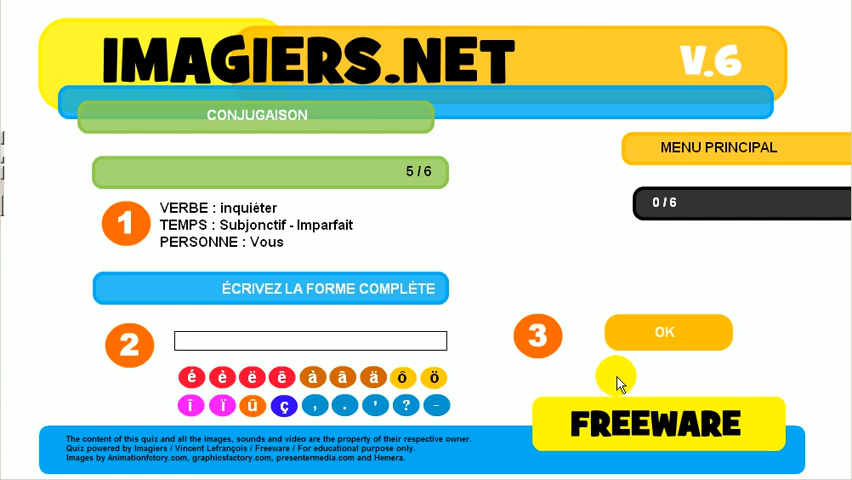 IMAGIERS.NET
V.6
CONJUGAISON
MENU PRINCIPAL
5 / 6
0 / 6
1
VERBE : inquiéter
TEMPS : Subjonctif - Imparfait
PERSONNE : Vous
ÉCRIVEZ LA FORME COMPLÈTE
2
3
OK
é è ë ê à â ä ô ö
î ï û ç , . ' ? -
FREEWARE
The content of this quiz and all the images, sounds and video are the property of their respective owner.
Quiz powered by Imagiers / Vincent Lefrançois / Freeware / For educational purpose only.
Images by Animationfctory.com, graphicsfactory.com, presentermedia.com and Hemera.